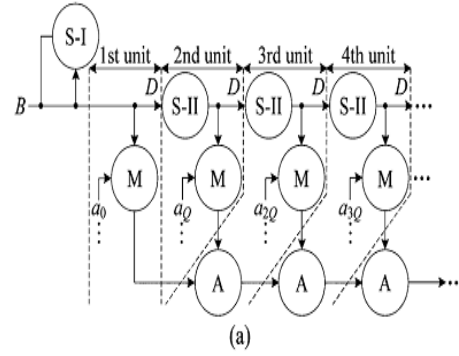 S-I
1st unit 2nd unit 3rd unit 4th unit
B D S-II D S-II D S-II D ...
M M M M ...
a0 aQ a2Q a3Q
A A A ...
(a)